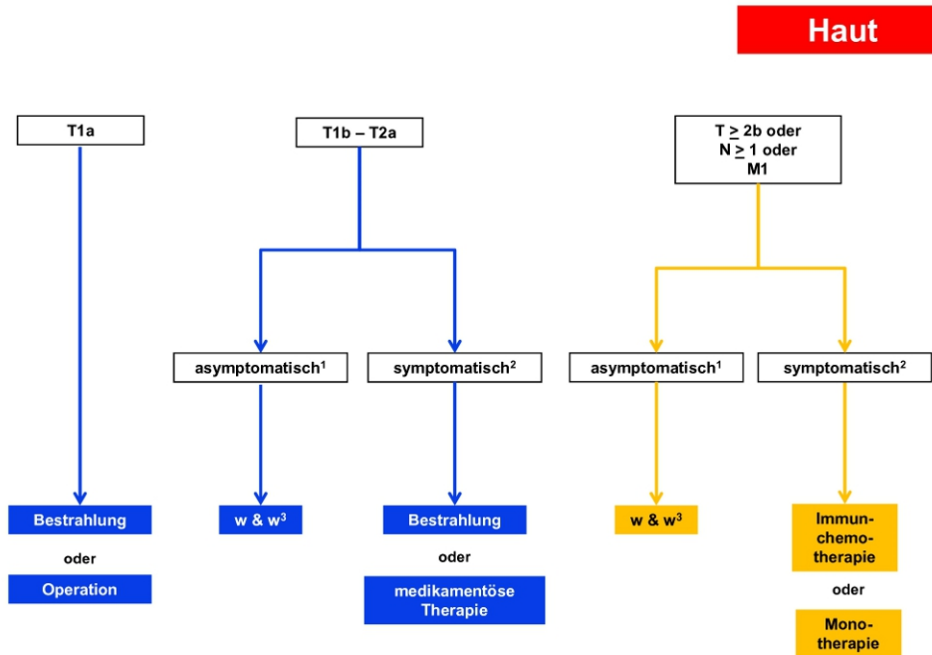 Haut
T1a
T1b – T2a
T ≥ 2b oder
N ≥ 1 oder
M1
asymptomatisch¹
symptomatisch²
asymptomatisch¹
symptomatisch²
Bestrahlung
oder
Operation
w & w³
Bestrahlung
oder
medikamentöse
Therapie
w & w³
Immun-
chemo-
therapie
oder
Mono-
therapie